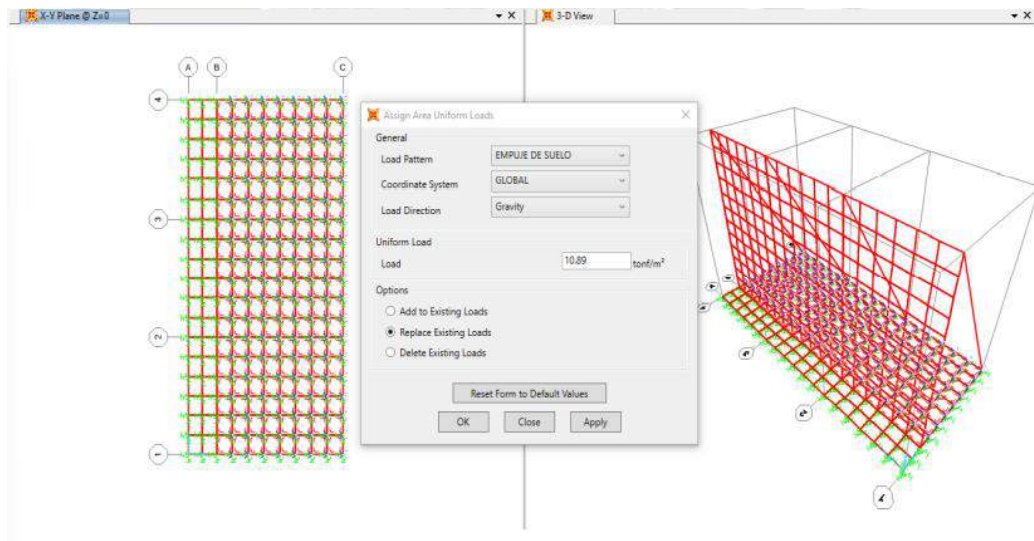 X-Y Plane @ Z=0
3-D View
A B C
4
3
2
1
Assign Area Uniform Loads
General
Load Pattern EMPUJE DE SUELO
Coordinate System GLOBAL
Load Direction Gravity
Uniform Load
Load 10.89 tonf/m²
Options
Add to Existing Loads
Replace Existing Loads
Delete Existing Loads
Reset Form to Default Values
OK Close Apply